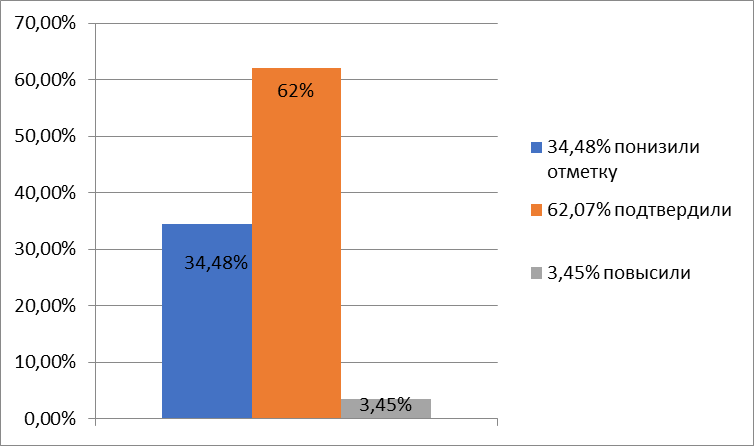 70,00%
60,00%
50,00%
40,00%
30,00%
20,00%
10,00%
0,00%
34,48%
62%
3,45%
34,48% понизили
отметку
62,07% подтвердили
3,45% повысили